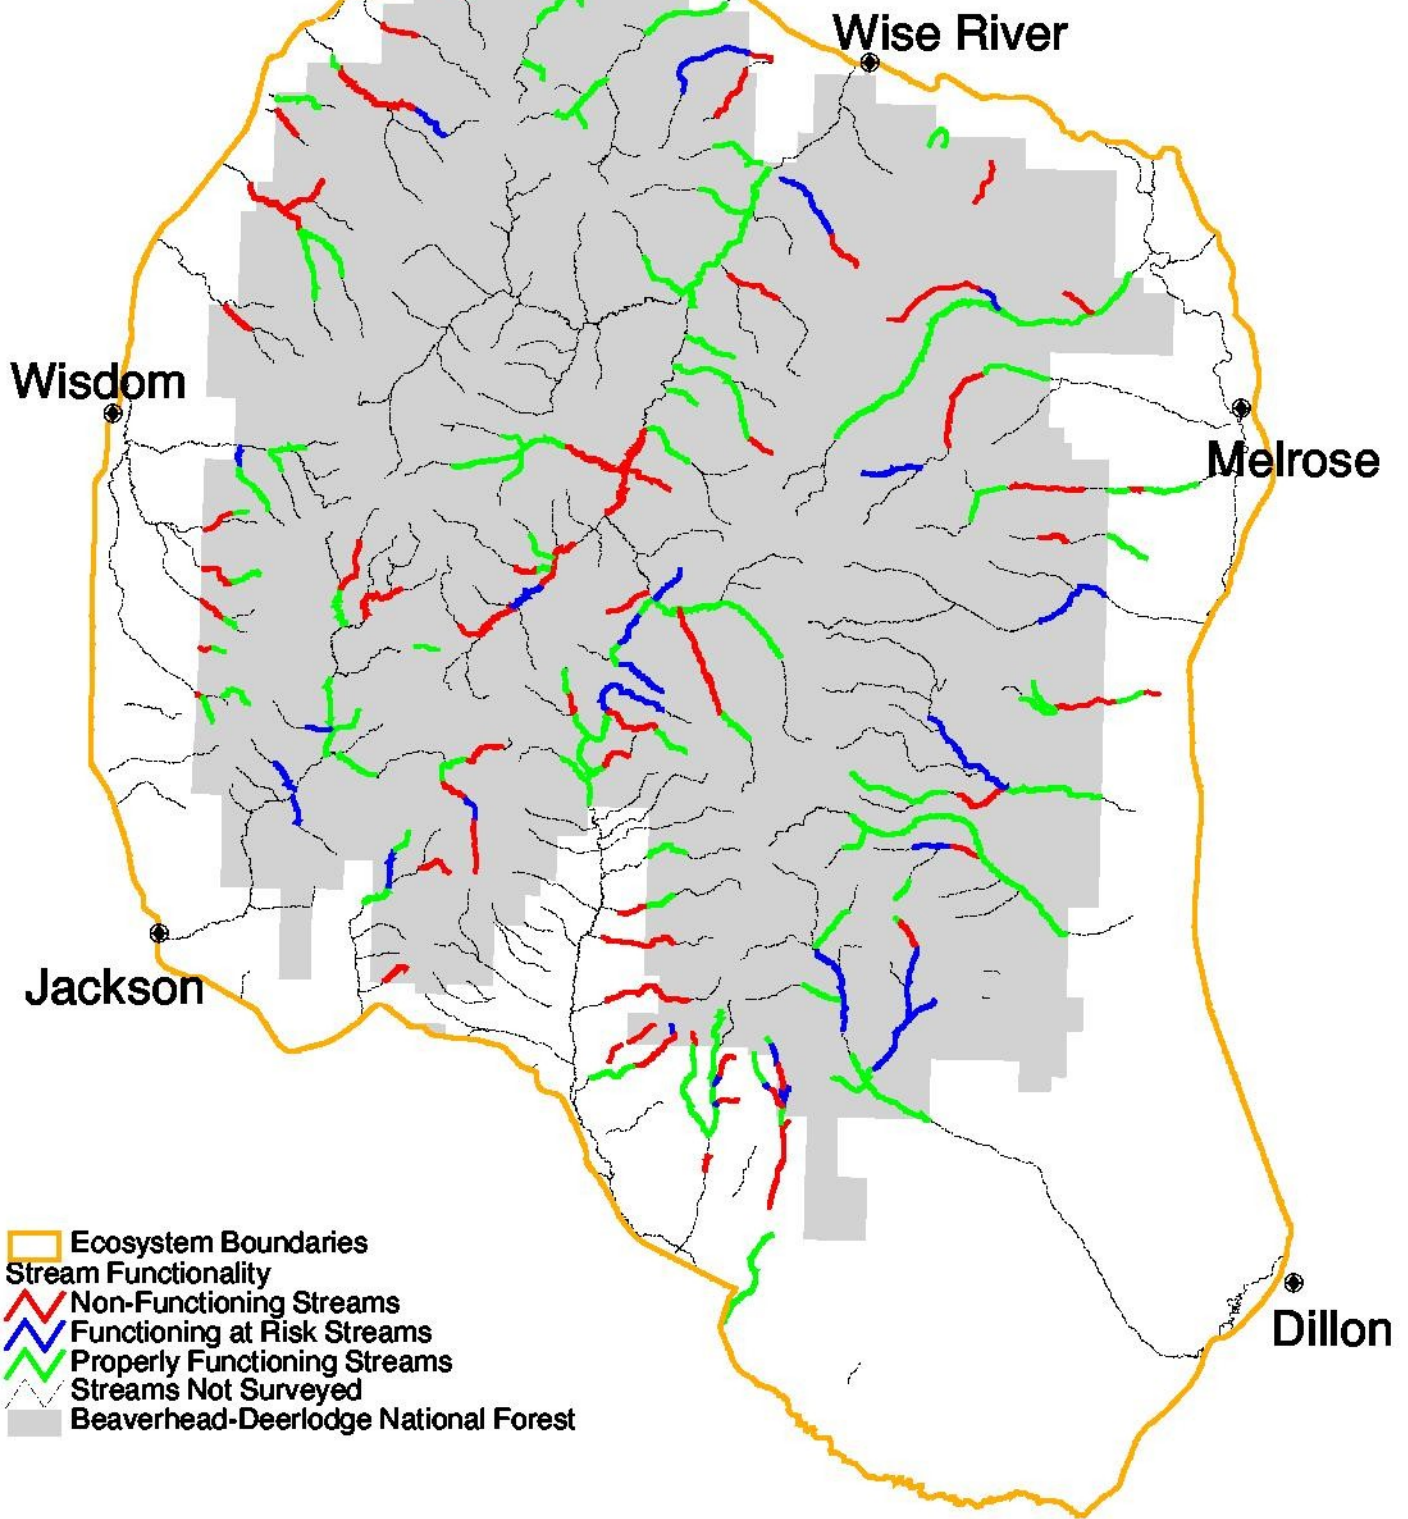 Wise River
Wisdom
Melrose
Jackson
Ecosystem Boundaries
Stream Functionality
Non-Functioning Streams
Functioning at Risk Streams
Properly Functioning Streams
Streams Not Surveyed
Beaverhead-Deerlodge National Forest
Dillon